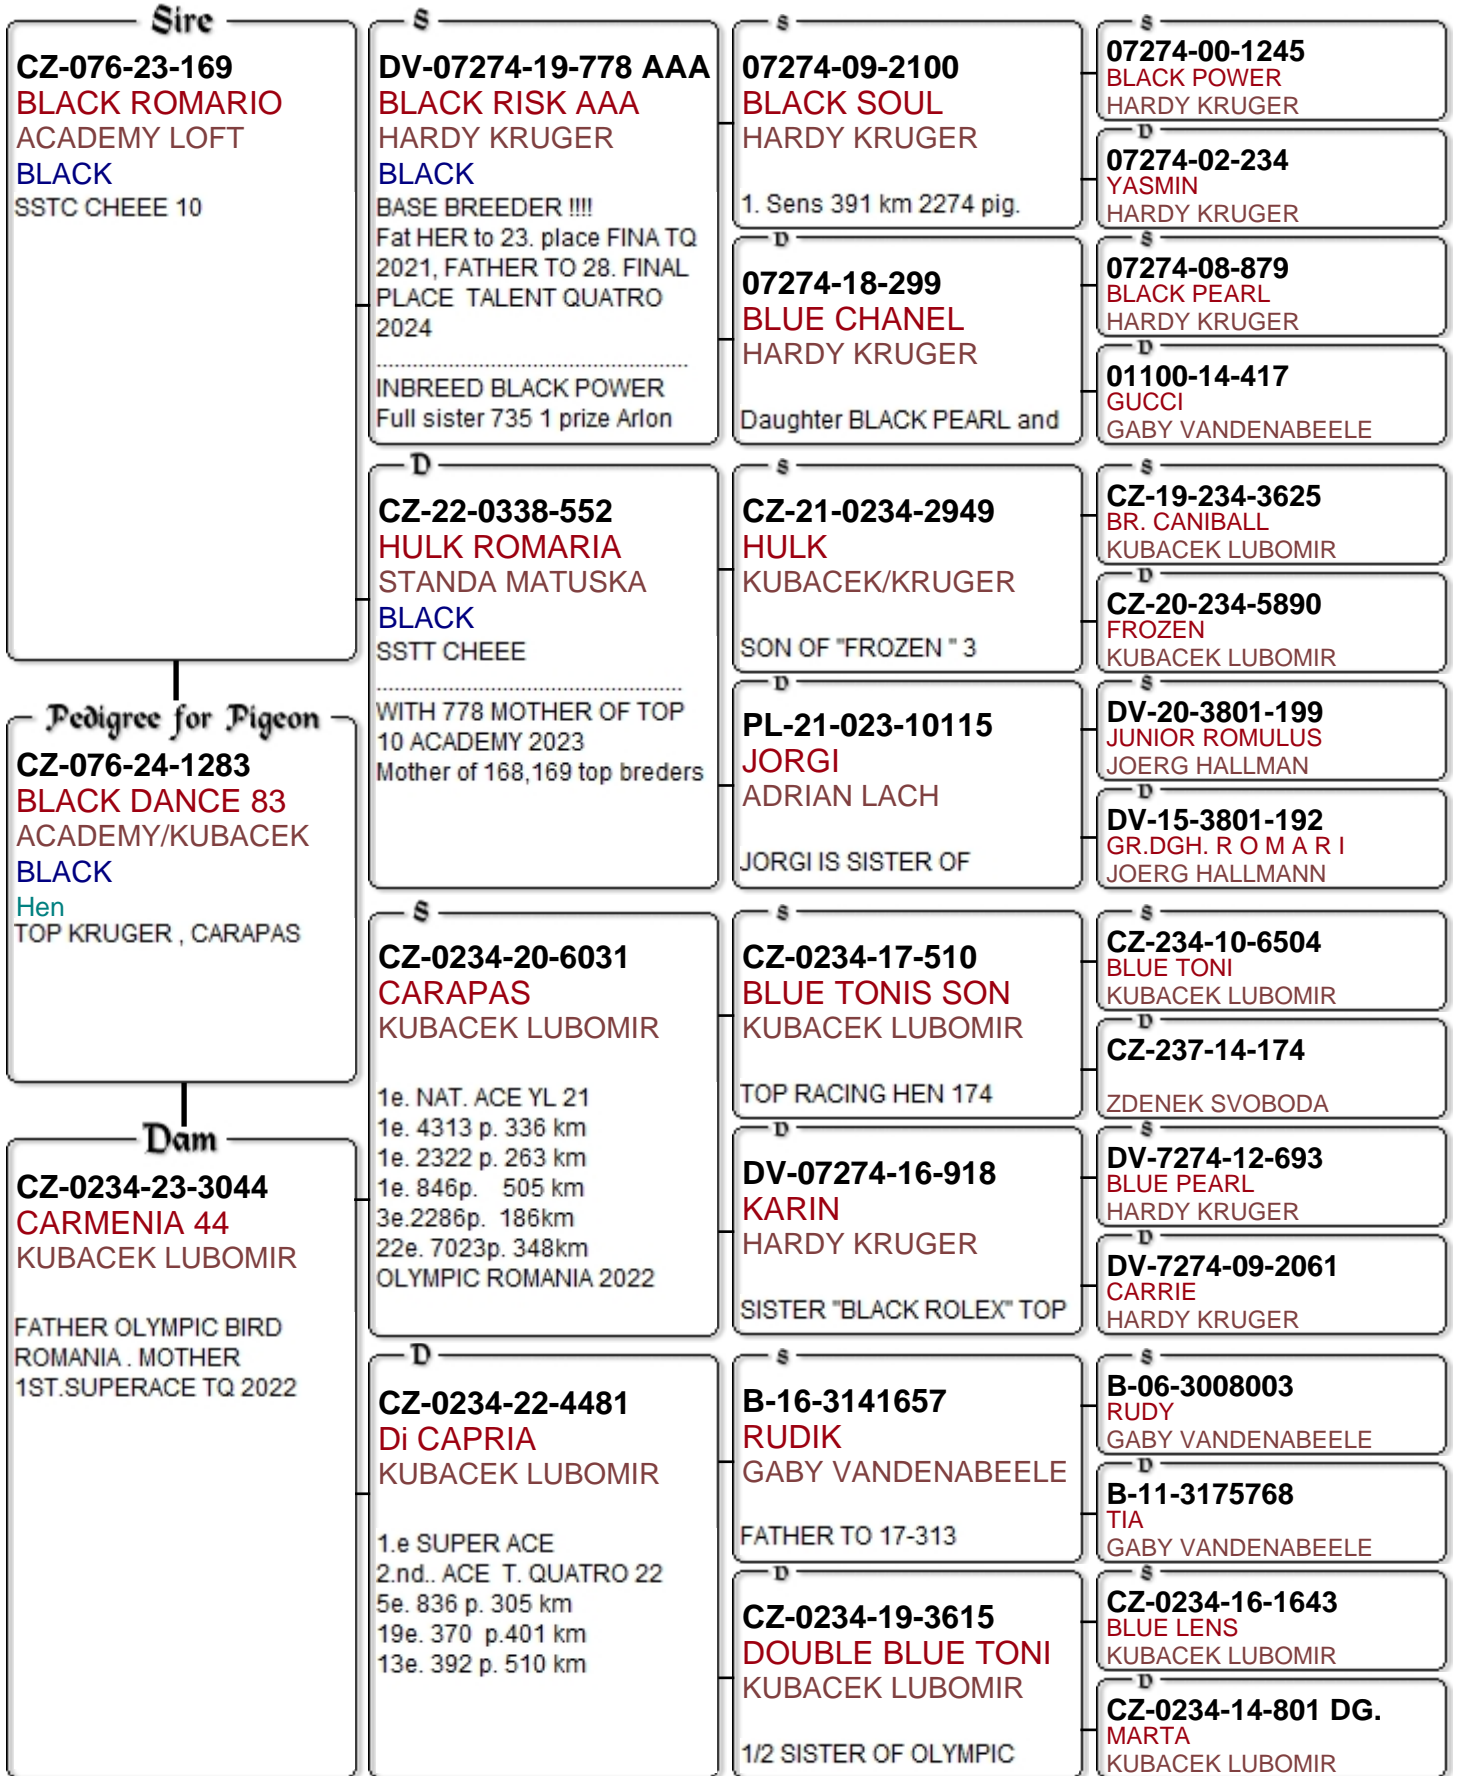 Sire
CZ-076-23-169
BLACK ROMARIO
ACADEMY LOFT
BLACK
SSTC CHEEE 10
Pedigree for Pigeon
CZ-076-24-1283
BLACK DANCE 83
ACADEMY/KUBACEK
BLACK
Hen
TOP KRUGER , CARAPAS
Dam
CZ-0234-23-3044
CARMENIA 44
KUBACEK LUBOMIR
FATHER OLYMPIC BIRD
ROMANIA . MOTHER
1ST.SUPERACE TQ 2022
S
DV-07274-19-778 AAA
BLACK RISK AAA
HARDY KRUGER
BLACK
BASE BREEDER !!!!
Fat HER to 23. place FINA TQ
2021, FATHER TO 28. FINAL
PLACE TALENT QUATRO
2024
....................................................
INBREED BLACK POWER
Full sister 735 1 prize Arlon
D
CZ-22-0338-552
HULK ROMARIA
STANDA MATUSKA
BLACK
SSTT CHEEE
...................................................
WITH 778 MOTHER OF TOP
10 ACADEMY 2023
Mother of 168,169 top breders
S
CZ-0234-20-6031
CARAPAS
KUBACEK LUBOMIR
1e. NAT. ACE YL 21
1e. 4313 p. 336 km
1e. 2322 p. 263 km
1e. 846p. 505 km
3e.2286p. 186km
22e. 7023p. 348km
OLYMPIC ROMANIA 2022
D
CZ-0234-22-4481
Di CAPRIA
KUBACEK LUBOMIR
1.e SUPER ACE
2.nd.. ACE T. QUATRO 22
5e. 836 p. 305 km
19e. 370 p.401 km
13e. 392 p. 510 km
S
07274-09-2100
BLACK SOUL
HARDY KRUGER
1. Sens 391 km 2274 pig.
D
07274-18-299
BLUE CHANEL
HARDY KRUGER
Daughter BLACK PEARL and
S
CZ-21-0234-2949
HULK
KUBACEK/KRUGER
SON OF "FROZEN " 3
D
PL-21-023-10115
JORGI
ADRIAN LACH
JORGI IS SISTER OF
S
CZ-0234-17-510
BLUE TONIS SON
KUBACEK LUBOMIR
TOP RACING HEN 174
D
DV-07274-16-918
KARIN
HARDY KRUGER
SISTER "BLACK ROLEX" TOP
S
B-16-3141657
RUDIK
GABY VANDENABEELE
FATHER TO 17-313
D
CZ-0234-19-3615
DOUBLE BLUE TONI
KUBACEK LUBOMIR
1/2 SISTER OF OLYMPIC
S
07274-00-1245
BLACK POWER
HARDY KRUGER
D
07274-02-234
YASMIN
HARDY KRUGER
S
07274-08-879
BLACK PEARL
HARDY KRUGER
D
01100-14-417
GUCCI
GABY VANDENABEELE
S
CZ-19-234-3625
BR. CANIBALL
KUBACEK LUBOMIR
D
CZ-20-234-5890
FROZEN
KUBACEK LUBOMIR
S
DV-20-3801-199
JUNIOR ROMULUS
JOERG HALLMAN
D
DV-15-3801-192
GR.DGH. R O M A R I
JOERG HALLMANN
S
CZ-234-10-6504
BLUE TONI
KUBACEK LUBOMIR
D
CZ-237-14-174
ZDENEK SVOBODA
S
DV-7274-12-693
BLUE PEARL
HARDY KRUGER
D
DV-7274-09-2061
CARRIE
HARDY KRUGER
S
B-06-3008003
RUDY
GABY VANDENABEELE
D
B-11-3175768
TIA
GABY VANDENABEELE
S
CZ-0234-16-1643
BLUE LENS
KUBACEK LUBOMIR
D
CZ-0234-14-801 DG.
MARTA
KUBACEK LUBOMIR